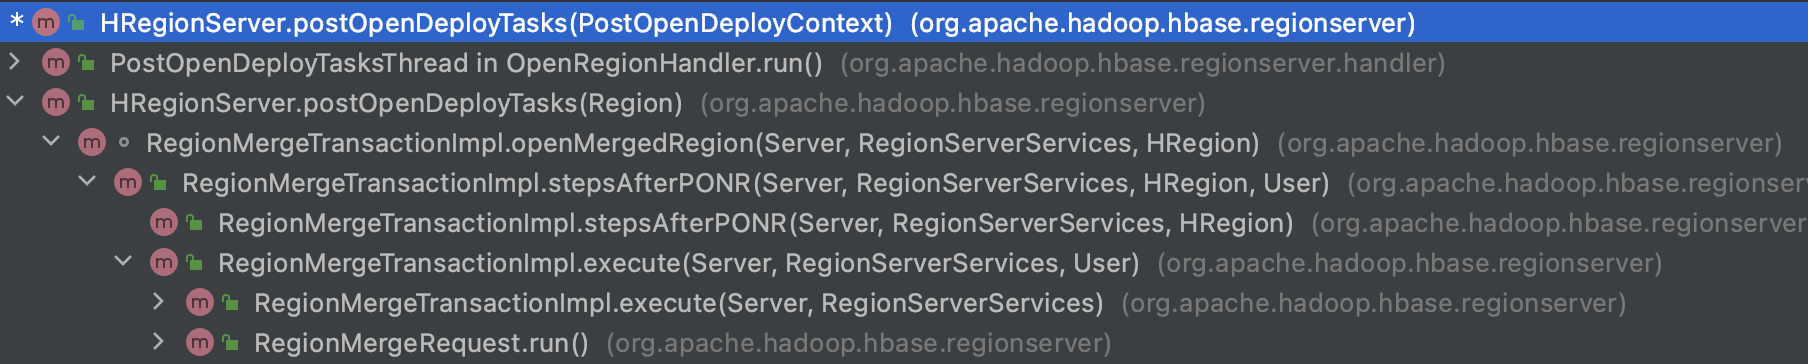 * m HRegionServer.postOpenDeployTasks(PostOpenDeployContext) (org.apache.hadoop.hbase.regionserver)
m PostOpenDeployTasksThread in OpenRegionHandler.run() (org.apache.hadoop.hbase.regionserver.handler)
m HRegionServer.postOpenDeployTasks(Region) (org.apache.hadoop.hbase.regionserver)
m RegionMergeTransactionImpl.openMergedRegion(Server, RegionServerServices, HRegion) (org.apache.hadoop.hbase.regionserver)
m RegionMergeTransactionImpl.stepsAfterPONR(Server, RegionServerServices, HRegion, User) (org.apache.hadoop.hbase.regionser
m RegionMergeTransactionImpl.stepsAfterPONR(Server, RegionServerServices, HRegion) (org.apache.hadoop.hbase.regionserver
m RegionMergeTransactionImpl.execute(Server, RegionServerServices, User) (org.apache.hadoop.hbase.regionserver)
m RegionMergeTransactionImpl.execute(Server, RegionServerServices) (org.apache.hadoop.hbase.regionserver)
m RegionMergeRequest.run() (org.apache.hadoop.hbase.regionserver)